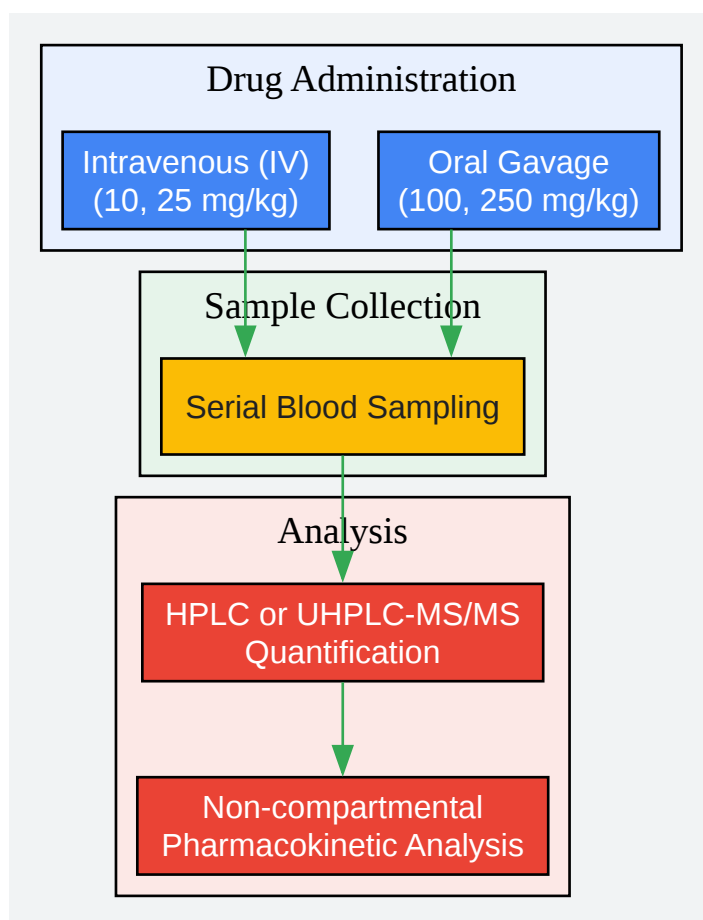 Drug Administration
Intravenous (IV)
(10, 25 mg/kg)
Oral Gavage
(100, 250 mg/kg)
Sample Collection
Serial Blood Sampling
Analysis
HPLC or UHPLC-MS/MS
Quantification
Non-compartmental
Pharmacokinetic Analysis